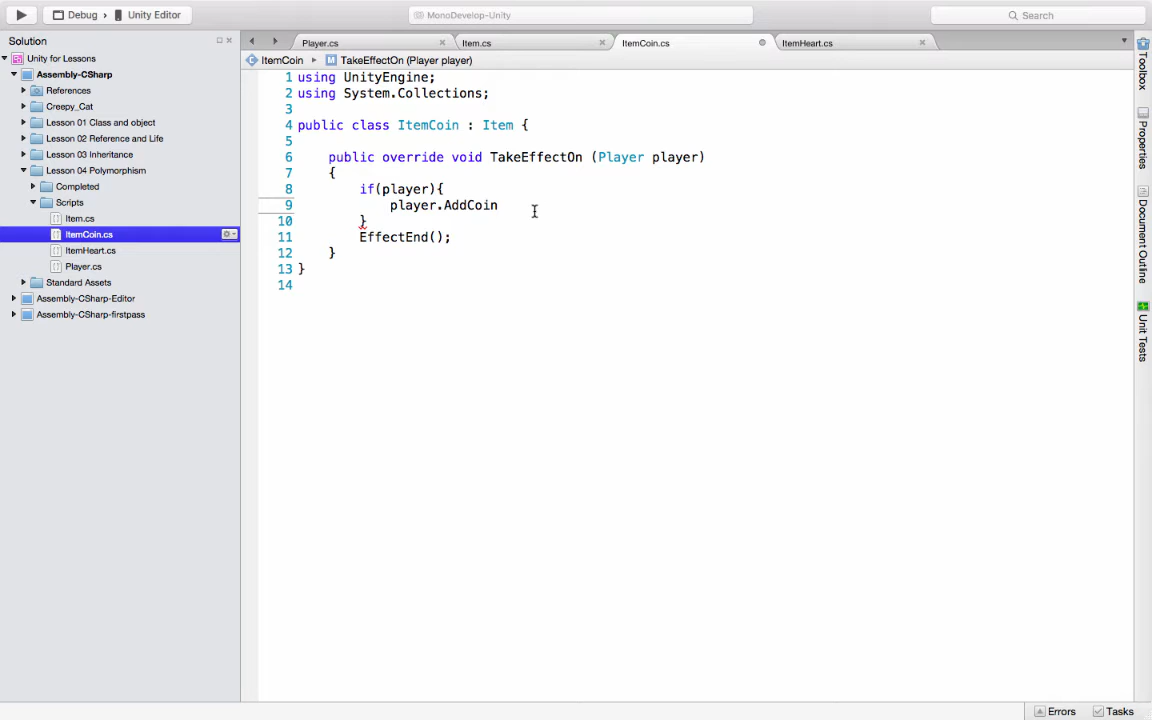 Debug › Unity Editor
MonoDevelop-Unity
Search
Solution
Unity for Lessons
Assembly-CSharp
References
Creepy_Cat
Lesson 01 Class and object
Lesson 02 Reference and Life
Lesson 03 Inheritance
Lesson 04 Polymorphism
Completed
Scripts
Item.cs
ItemCoin.cs
ItemHeart.cs
Player.cs
Standard Assets
Assembly-CSharp-Editor
Assembly-CSharp-firstpass
Player.cs
Item.cs
ItemCoin.cs
ItemHeart.cs
ItemCoin
TakeEffectOn (Player player)
1 using UnityEngine;
2 using System.Collections;
3
4 public class ItemCoin : Item {
5
6 public override void TakeEffectOn (Player player)
7 {
8 if(player){
9 player.AddCoin
10 }
11 EffectEnd();
12 }
13 }
14
Toolbox
Properties
Document Outline
Unit Tests
Errors
Tasks